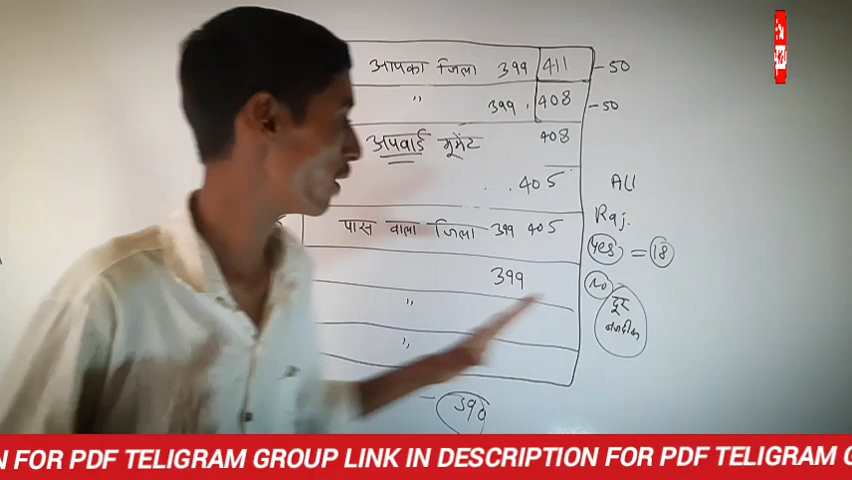 आपका जिला 399 411 - 50
" 399 . 408 - 50
अपवार्ड मूमेंट 408
405 All
Raj.
पास वाला जिला 399 405
yes = 18
399
No
दूर
नजदीक
"
"
- 390
N FOR PDF TELIGRAM GROUP LINK IN DESCRIPTION FOR PDF TELIGRAM G